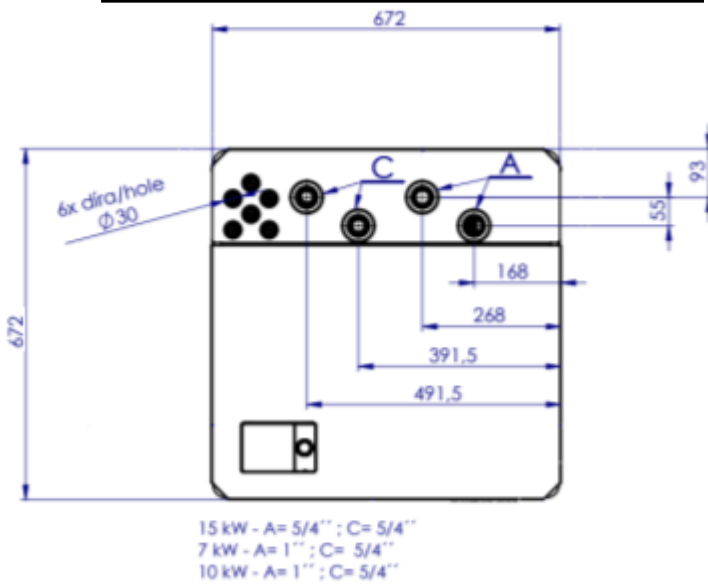 672
C
A
93
6x díra/hole
Ø30
55
168
672
268
391,5
491,5
15 kW - A= 5/4´´ ; C= 5/4´´
7 kW - A= 1´´ ; C= 5/4´´
10 kW - A= 1´´ ; C= 5/4´´